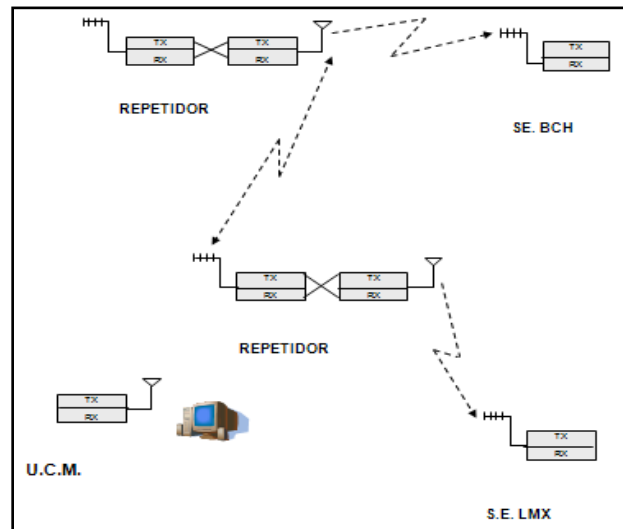 TX TX
RX RX
REPETIDOR
TX
RX
SE. BCH
TX TX
RX RX
REPETIDOR
TX
RX
U.C.M.
TX
RX
S.E. LMX